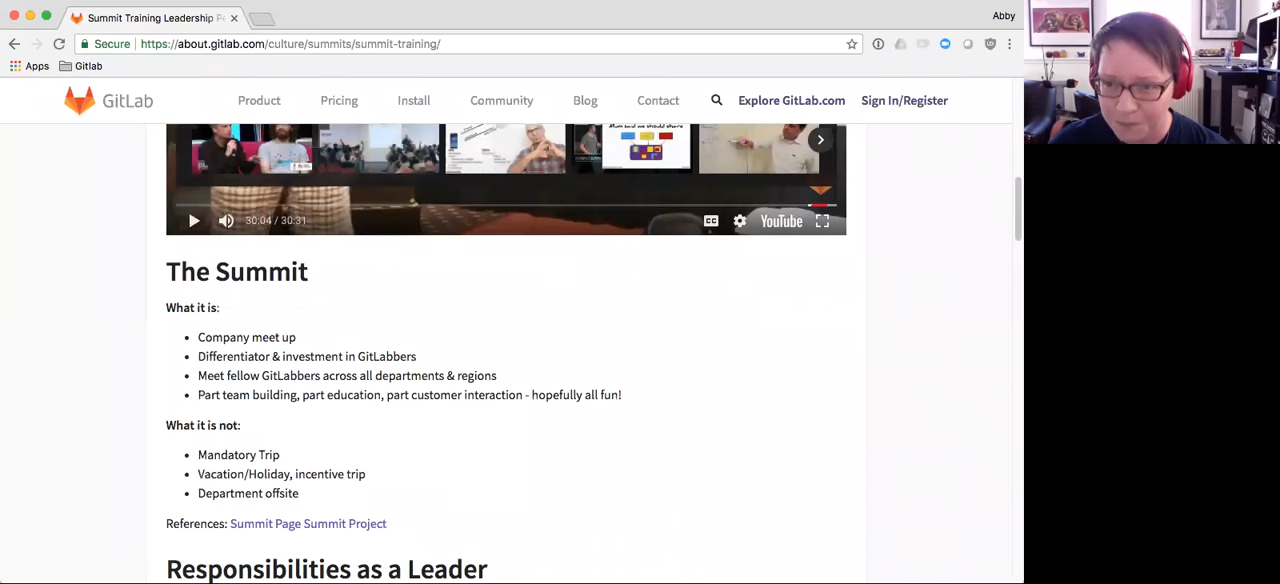 Summit Training Leadership Pe
Abby
Secure
https://about.gitlab.com/culture/summits/summit-training/
Apps
Gitlab
GitLab
Product
Pricing
Install
Community
Blog
Contact
Explore GitLab.com
Sign In/Register
30:04 / 30:31
CC
YouTube
The Summit
What it is:
Company meet up
Differentiator & investment in GitLabbers
Meet fellow GitLabbers across all departments & regions
Part team building, part education, part customer interaction - hopefully all fun!
What it is not:
Mandatory Trip
Vacation/Holiday, incentive trip
Department offsite
References: Summit Page Summit Project
Responsibilities as a Leader